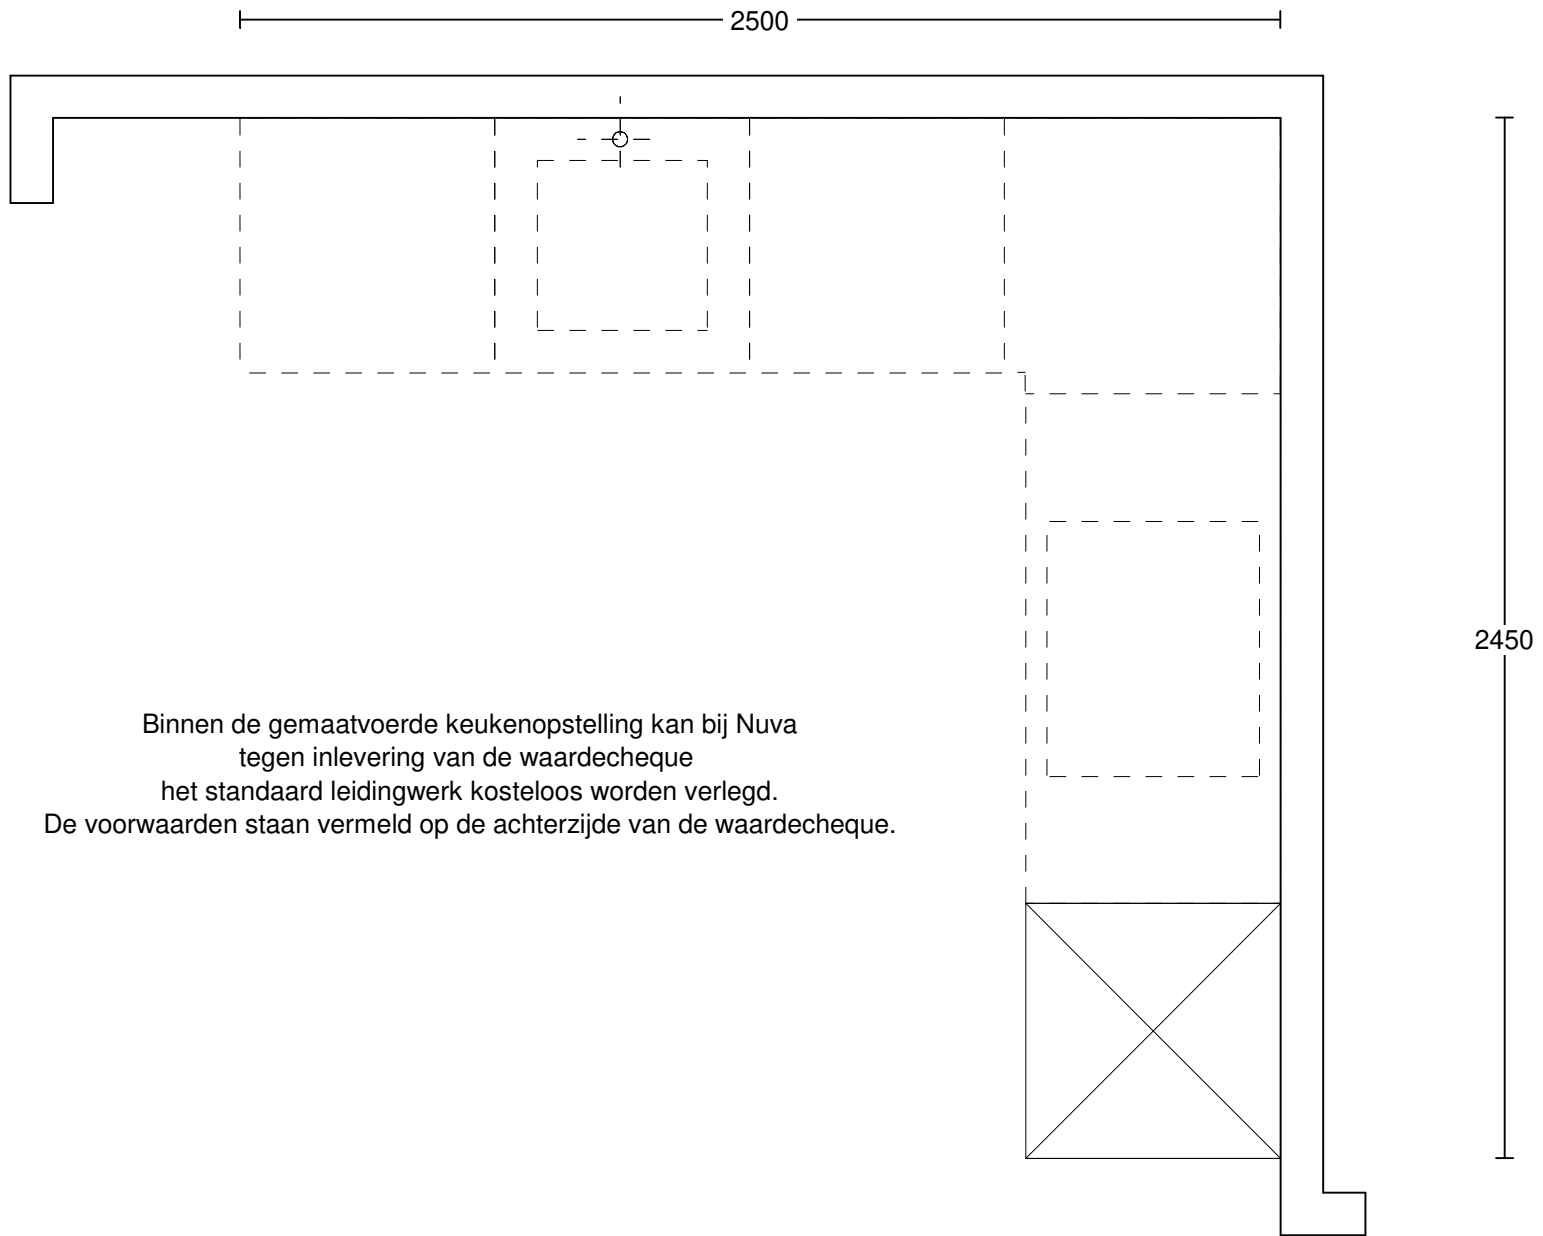 2500
2450
Binnen de gemaatvoerde keukenopstelling kan bij Nuva
tegen inlevering van de waardecheque
het standaard leidingwerk kosteloos worden verlegd.
De voorwaarden staan vermeld op de achterzijde van de waardecheque.